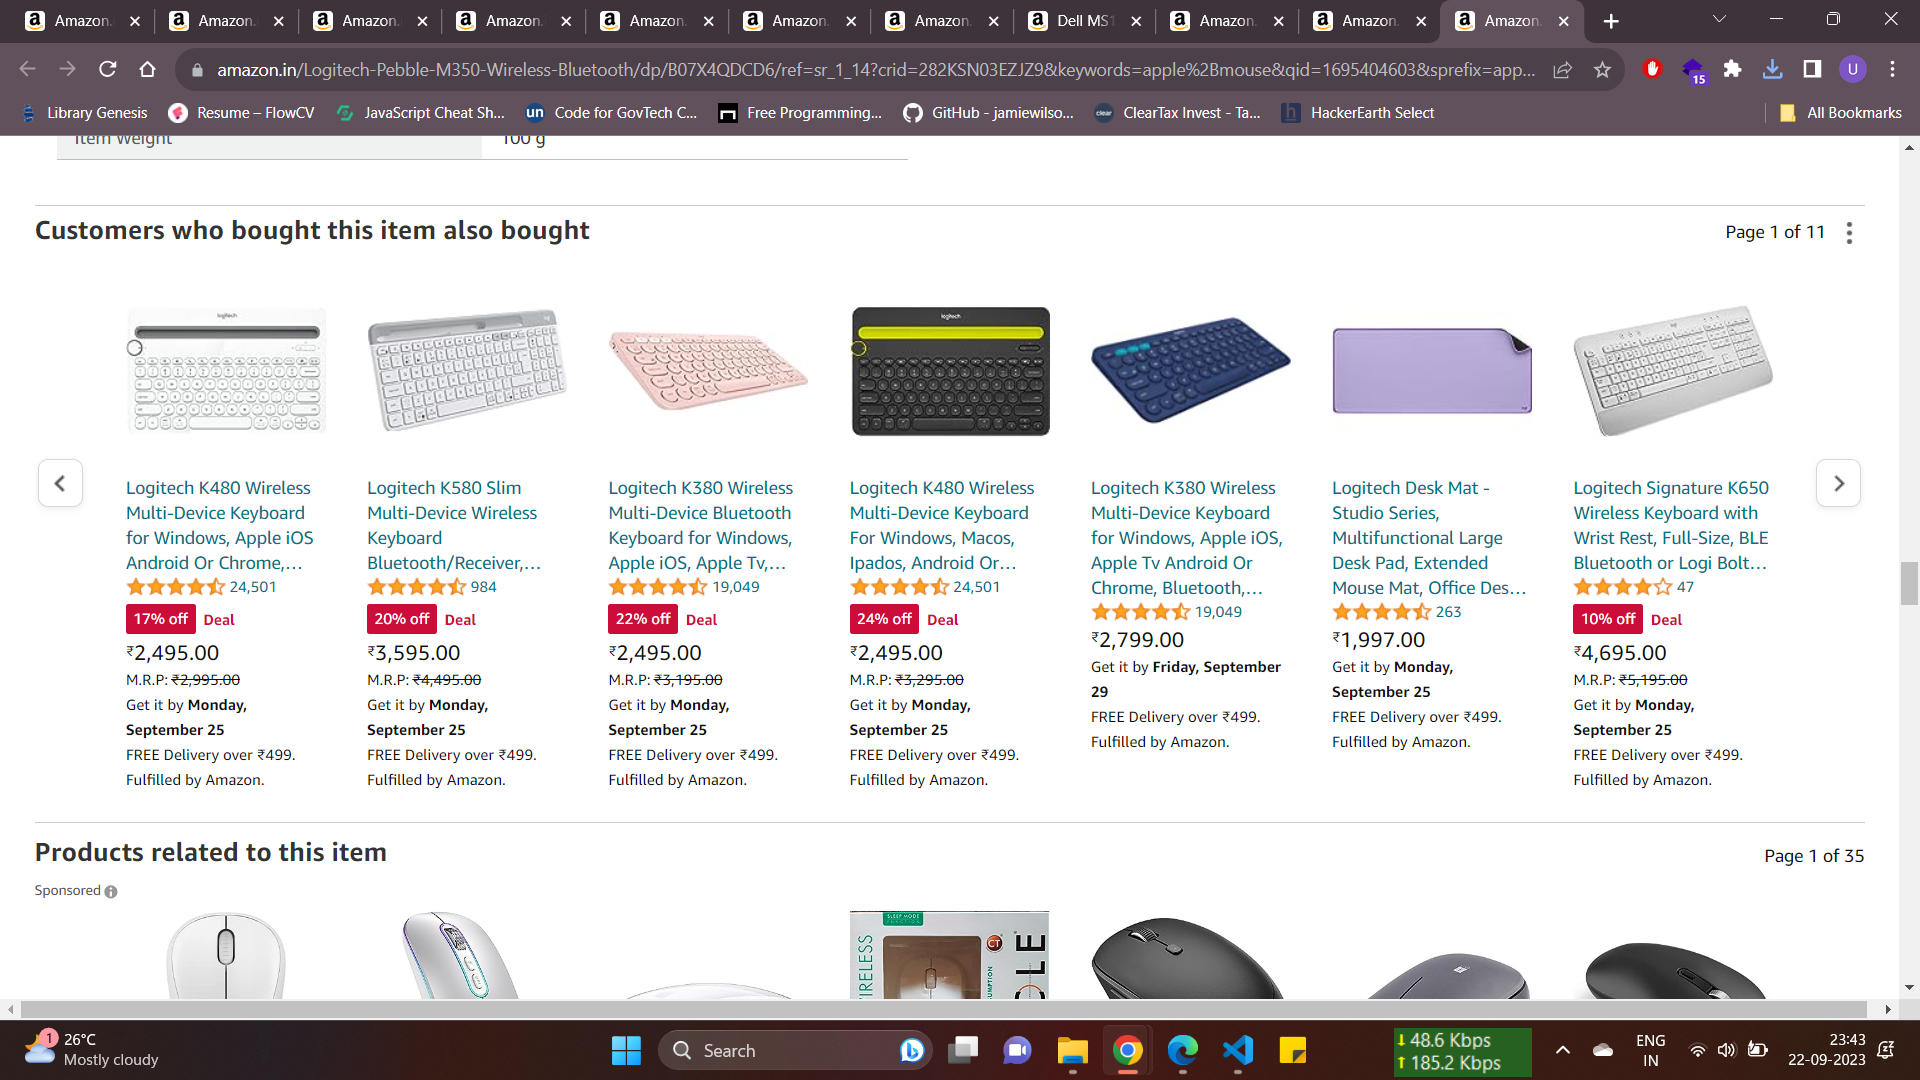 Amazon.
Amazon.
Amazon.
Amazon.
Amazon.
Amazon.
Amazon.
Dell MS1
Amazon.
Amazon.
Amazon.
amazon.in/Logitech-Pebble-M350-Wireless-Bluetooth/dp/B07X4QDCD6/ref=sr_1_14?crid=282KSN03EZJZ9&keywords=apple%2Bmouse&qid=1695404603&sprefix=app...
15
U
Library Genesis
Resume – FlowCV
JavaScript Cheat Sh...
un Code for GovTech C...
Free Programming...
GitHub - jamiewilso...
clear ClearTax Invest - Ta...
h HackerEarth Select
All Bookmarks
Item Weight 100 g
Customers who bought this item also bought
Page 1 of 11
logitech
logitech
Logitech K480 Wireless
Multi-Device Keyboard
for Windows, Apple iOS
Android Or Chrome,...
24,501
17% off Deal
₹2,495.00
M.R.P: ₹2,995.00
Get it by Monday,
September 25
FREE Delivery over ₹499.
Fulfilled by Amazon.
Logitech K580 Slim
Multi-Device Wireless
Keyboard
Bluetooth/Receiver,...
984
20% off Deal
₹3,595.00
M.R.P: ₹4,495.00
Get it by Monday,
September 25
FREE Delivery over ₹499.
Fulfilled by Amazon.
Logitech K380 Wireless
Multi-Device Bluetooth
Keyboard for Windows,
Apple iOS, Apple Tv,...
19,049
22% off Deal
₹2,495.00
M.R.P: ₹3,195.00
Get it by Monday,
September 25
FREE Delivery over ₹499.
Fulfilled by Amazon.
Logitech K480 Wireless
Multi-Device Keyboard
For Windows, Macos,
Ipados, Android Or...
24,501
24% off Deal
₹2,495.00
M.R.P: ₹3,295.00
Get it by Monday,
September 25
FREE Delivery over ₹499.
Fulfilled by Amazon.
Logitech K380 Wireless
Multi-Device Keyboard
for Windows, Apple iOS,
Apple Tv Android Or
Chrome, Bluetooth,...
19,049
₹2,799.00
Get it by Friday, September
29
FREE Delivery over ₹499.
Fulfilled by Amazon.
Logitech Desk Mat -
Studio Series,
Multifunctional Large
Desk Pad, Extended
Mouse Mat, Office Des...
263
₹1,997.00
Get it by Monday,
September 25
FREE Delivery over ₹499.
Fulfilled by Amazon.
Logitech Signature K650
Wireless Keyboard with
Wrist Rest, Full-Size, BLE
Bluetooth or Logi Bolt...
47
10% off Deal
₹4,695.00
M.R.P: ₹5,195.00
Get it by Monday,
September 25
FREE Delivery over ₹499.
Fulfilled by Amazon.
Products related to this item
Page 1 of 35
Sponsored
SLEEP MODE
FUNCTION
CT
1
26°C
Mostly cloudy
Search
48.6 Kbps
185.2 Kbps
ENG
IN
23:43
22-09-2023